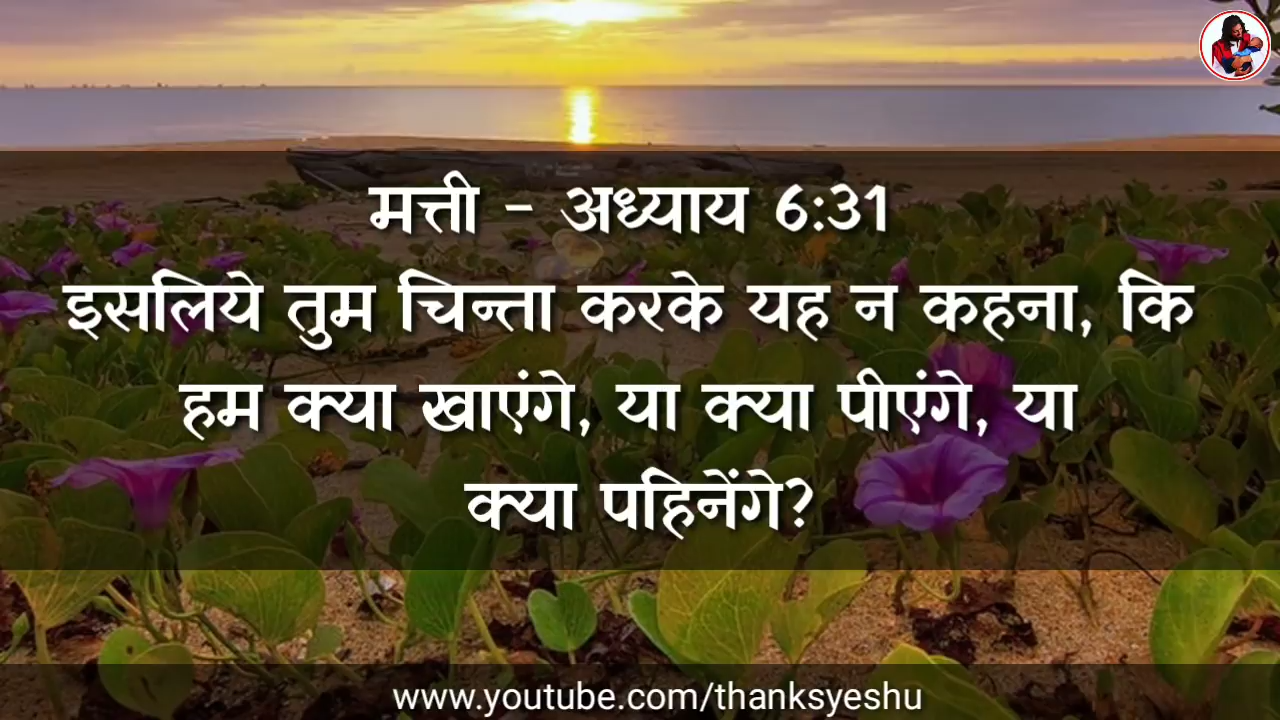 मत्ती - अध्याय 6:31
इसलिये तुम चिन्ता करके यह न कहना, कि
हम क्या खाएंगे, या क्या पीएंगे, या
क्या पहिनेंगे?
www.youtube.com/thanksyeshu